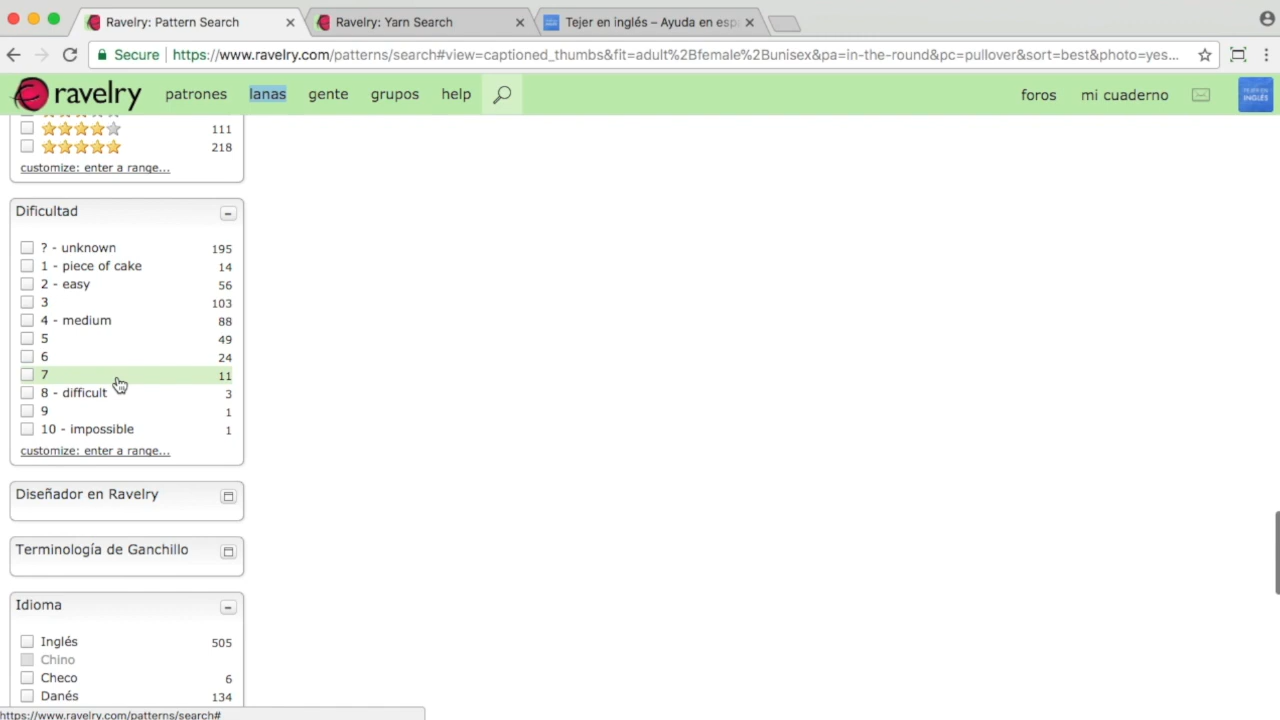 Ravelry: Pattern Search
Ravelry: Yarn Search
Tejer en inglés – Ayuda en esp
Secure
https://www.ravelry.com/patterns/search#view=captioned_thumbs&fit=adult%2Bfemale%2Bunisex&pa=in-the-round&pc=pullover&sort=best&photo=yes...
ravelry patrones lanas gente grupos help foros mi cuaderno
TEJER EN
INGLÉS
111
218
customize: enter a range...
Dificultad
? - unknown 195
1 - piece of cake 14
2 - easy 56
3 103
4 - medium 88
5 49
6 24
7 11
8 - difficult 3
9 1
10 - impossible 1
customize: enter a range...
Diseñador en Ravelry
Terminología de Ganchillo
Idioma
Inglés 505
Chino
Checo 6
Danés 134
https://www.ravelry.com/patterns/search#